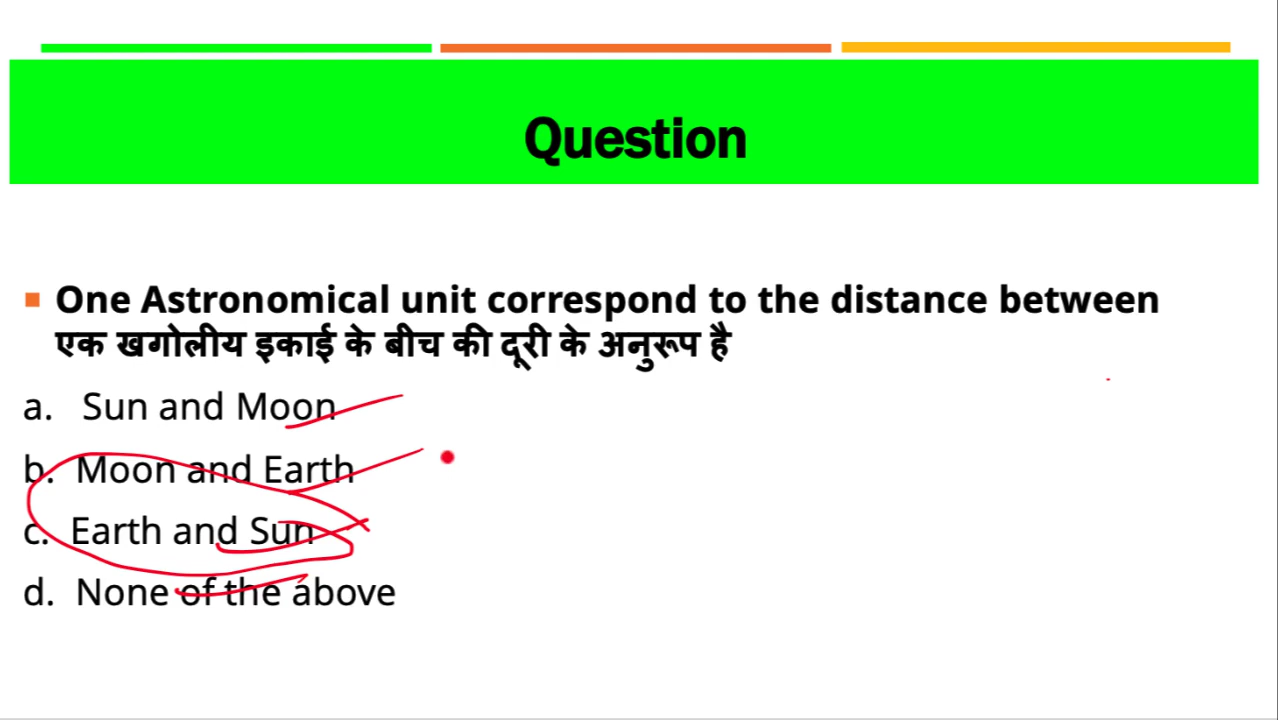 Question
One Astronomical unit correspond to the distance between
एक खगोलीय इकाई के बीच की दूरी के अनुरूप है
a. Sun and Moon
b. Moon and Earth
c. Earth and Sun
d. None of the above